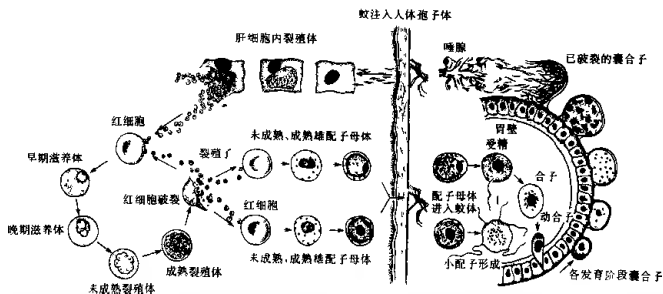 蚊注入人体孢子体
肝细胞内裂殖体
唾腺
已破裂的囊合子
红细胞
未成熟、成熟雄配子母体
胃壁
受精
早期滋养体
裂殖子
合子
红细胞破裂
红细胞
配子母体
进入蚊体
动合子
晚期滋养体
成熟裂殖体
未成熟、成熟雌配子母体
小配子形成
各发育阶段囊合子
未成熟裂殖体